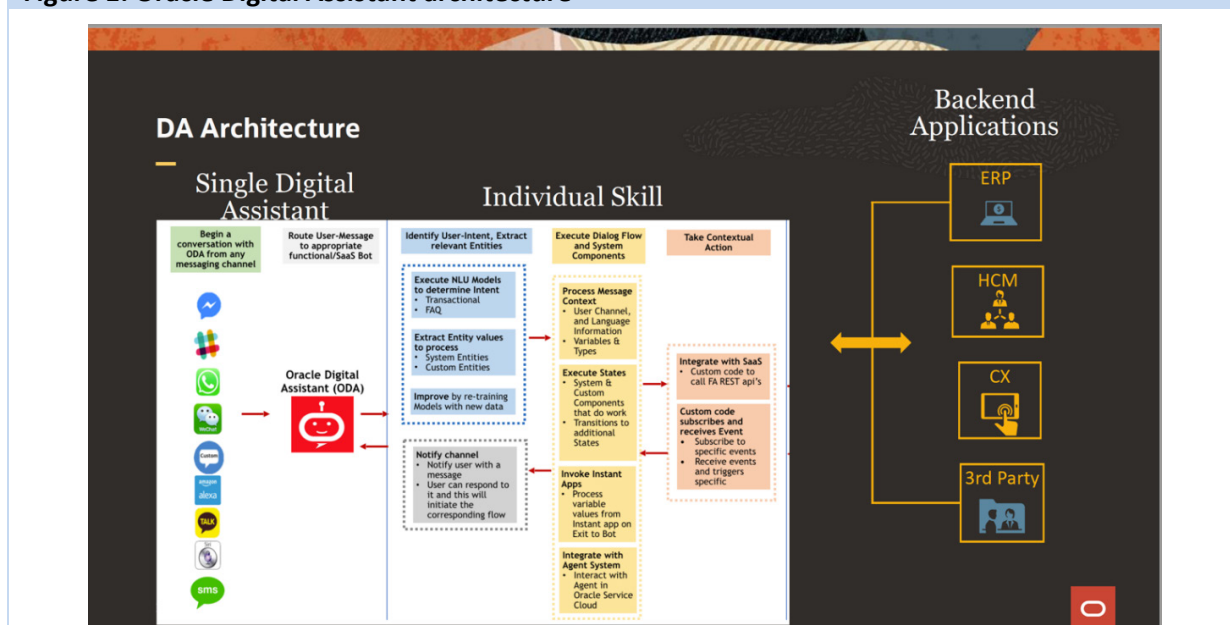 Figure 2: Oracle Digital Assistant architecture
DA Architecture
Single Digital
Assistant
Individual Skill
Backend
Applications
Begin a
conversation with
ODA from any
messaging channel
Route User-Message
to appropriate
functional/SaaS Bot
Identify User-Intent, Extract
relevant Entities
Execute Dialog Flow
and System
Components
Take Contextual
Action
WeChat
Custom
amazon
alexa
TALK
sms
Oracle Digital
Assistant (ODA)
Execute NLU Models
to determine Intent
• Transactional
• FAQ
Extract Entity values
to process
• System Entities
• Custom Entities
Improve by re-training
Models with new data
Notify channel
• Notify user with a
message
• User can respond to
it and this will
initiate the
corresponding flow
Process Message
Context
• User Channel,
and Language
Information
• Variables &
Types
Execute States
• System &
Custom
Components
that do work
• Transitions to
additional
States
Invoke Instant
Apps
• Process
variable
values from
Instant app on
Exit to Bot
Integrate with
Agent System
• Interact with
Agent in
Oracle Service
Cloud
Integrate with SaaS
• Custom code to
call FA REST api's
Custom code
subscribes and
receives Event
• Subscribe to
specific events
• Receive events
and triggers
specific
ERP
HCM
CX
3rd Party